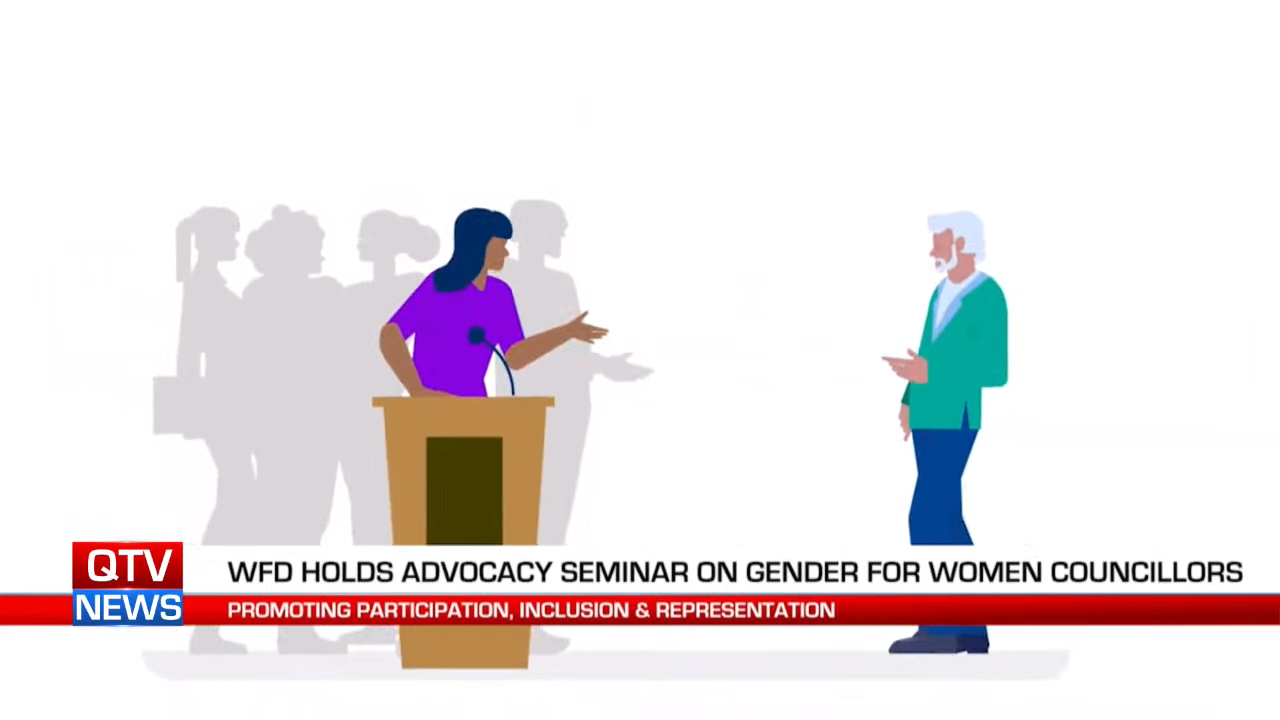 QTV
NEWS
WFD HOLDS ADVOCACY SEMINAR ON GENDER FOR WOMEN COUNCILLORS
PROMOTING PARTICIPATION, INCLUSION & REPRESENTATION